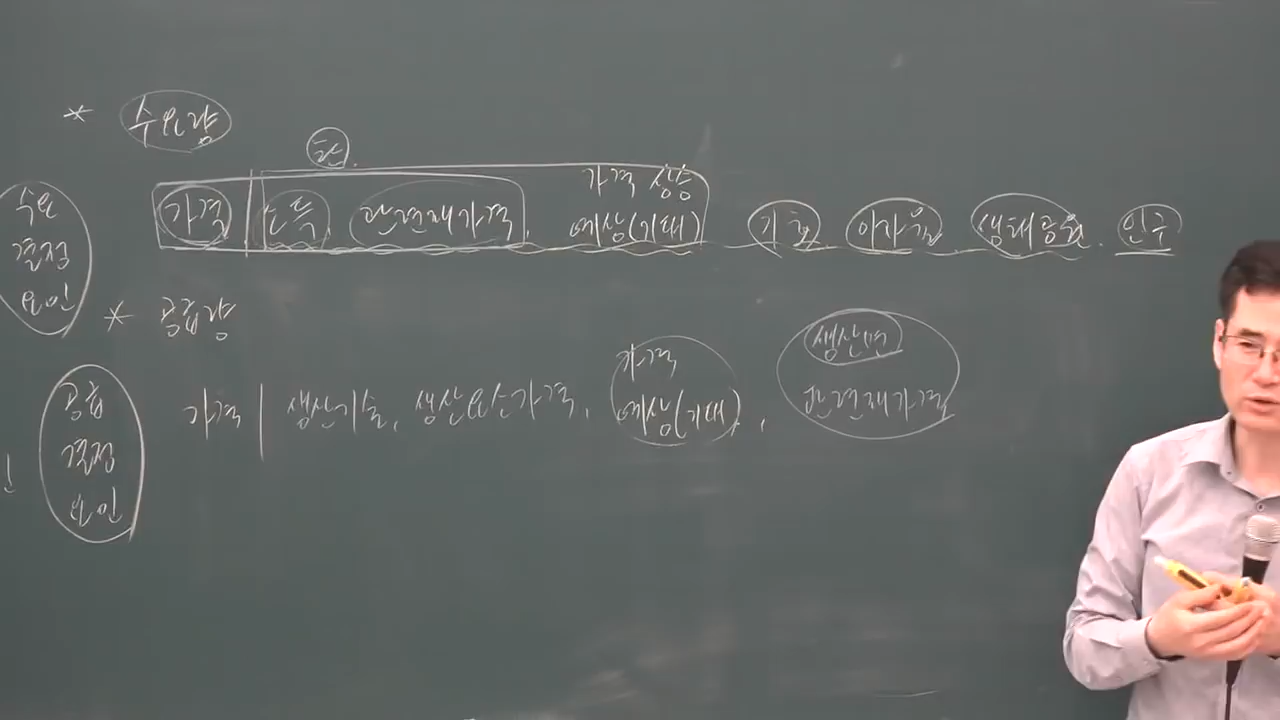 * 수요량
가격 상승
가격 소득 관련재가격, 예상(기대) 기호, 이자율, 생태공원, 인구
수요
결정
요인
* 공급량
공급
결정
요인
가격 생산면
가격 | 생산기술, 생산요소가격, 예상(기대), 관련재가격